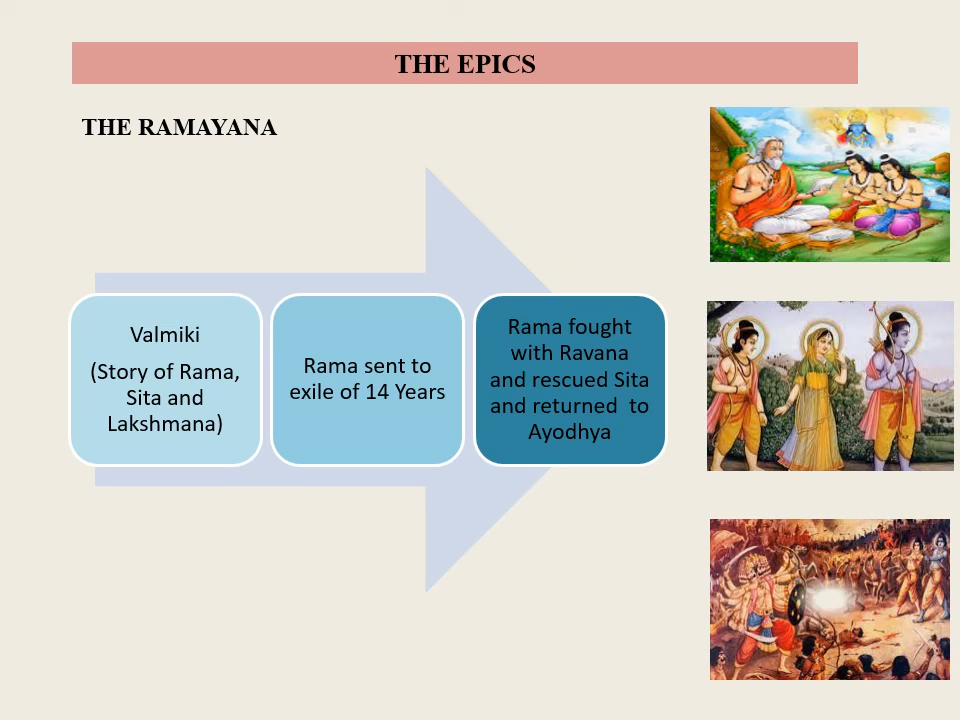 THE EPICS
THE RAMAYANA
Valmiki
(Story of Rama,
Sita and
Lakshmana)
Rama sent to
exile of 14 Years
Rama fought
with Ravana
and rescued Sita
and returned  to
Ayodhya